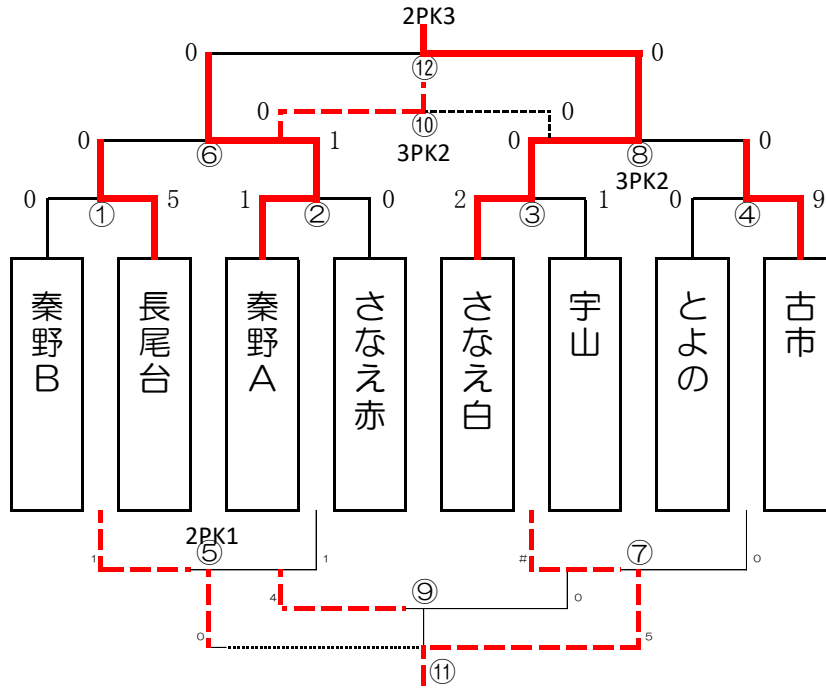 2PK3
0 ⑫ 0
0 ⑩ 0
0 ⑥ 1 3PK2 0 ⑧ 0
3PK2
0 ① 5 1 ② 0 2 ③ 1 0 ④ 9
秦野B
長尾台
秦野A
さなえ赤
さなえ白
宇山
とよの
古市
2PK1
1 ⑤ 1 # ⑦ 0
4 ⑨ 0
0 5
⑪